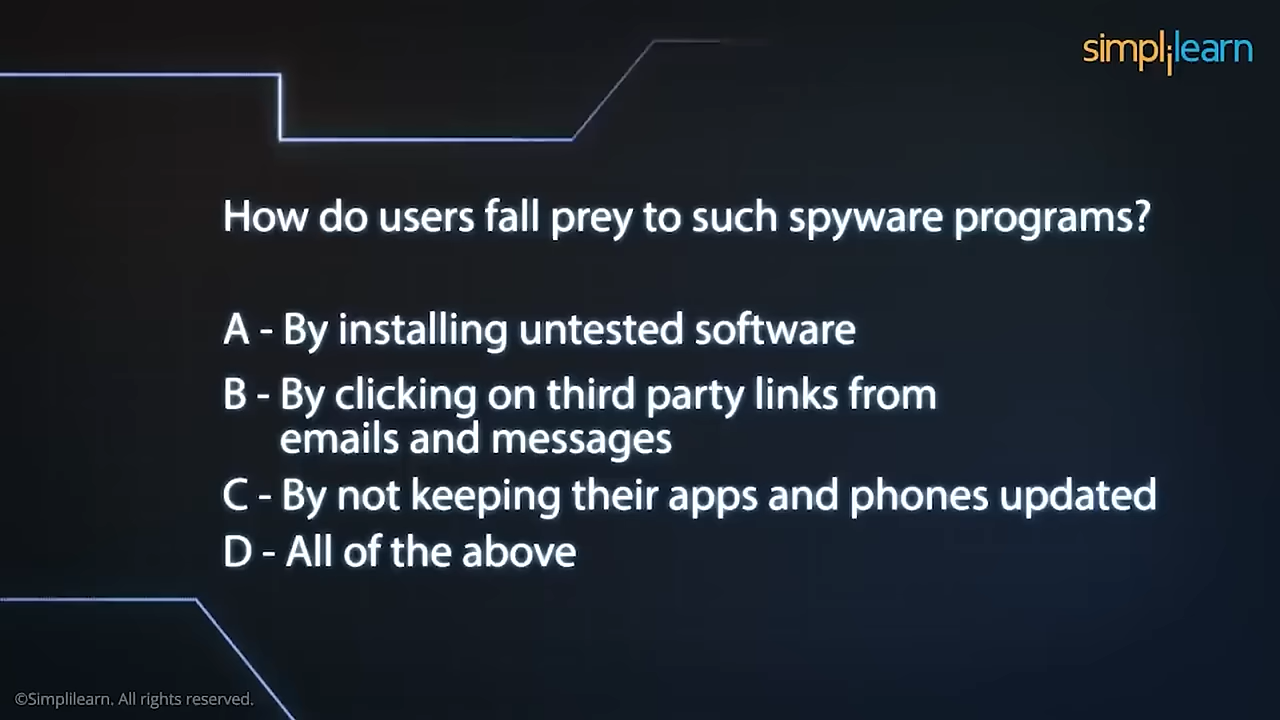 simplilearn
How do users fall prey to such spyware programs?
A - By installing untested software
B - By clicking on third party links from
emails and messages
C - By not keeping their apps and phones updated
D - All of the above
©Simplilearn. All rights reserved.